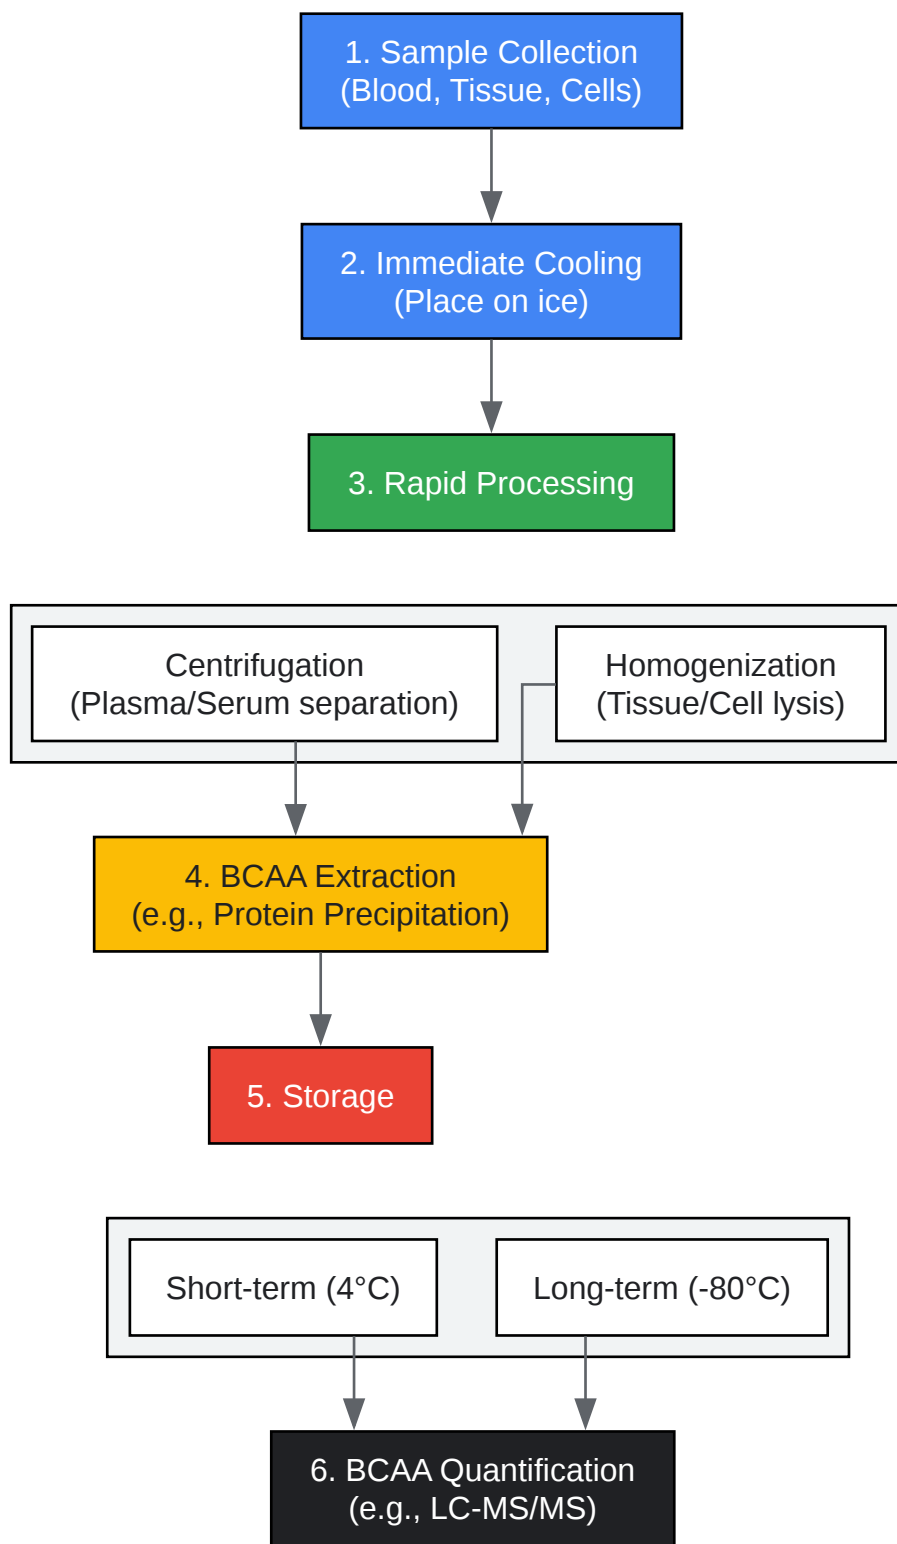 1. Sample Collection
(Blood, Tissue, Cells)
2. Immediate Cooling
(Place on ice)
3. Rapid Processing
Centrifugation
(Plasma/Serum separation)
Homogenization
(Tissue/Cell lysis)
4. BCAA Extraction
(e.g., Protein Precipitation)
5. Storage
Short-term (4°C)
Long-term (-80°C)
6. BCAA Quantification
(e.g., LC-MS/MS)